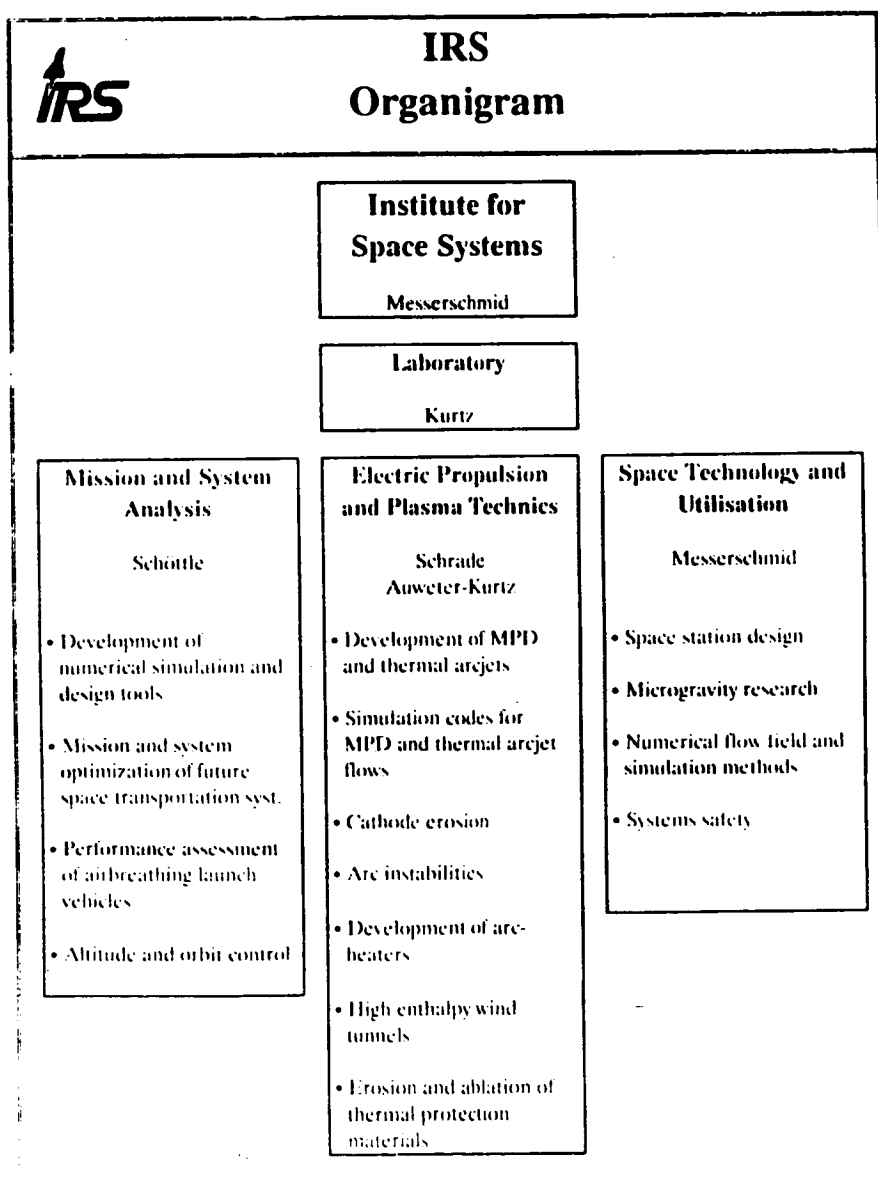 IRS
IRS
Organigram
Institute for
Space Systems
Messerschmid
Laboratory
Kurtz
Mission and System
Analysis
Schöttle
• Development of
numerical simulation and
design tools
• Mission and system
optimization of future
space transportation syst.
• Performance assessment
of airbreathing launch
vehicles
• Altitude and orbit control
Electric Propulsion
and Plasma Technics
Schrade
Auweter-Kurtz
• Development of MPD
and thermal arcjets
• Simulation codes for
MPD and thermal arcjet
flows
• Cathode erosion
• Arc instabilities
• Development of arc-
heaters
• High enthalpy wind
tunnels
• Erosion and ablation of
thermal protection
materials
Space Technology and
Utilisation
Messerschmid
• Space station design
• Microgravity research
• Numerical flow field and
simulation methods
• Systems safety